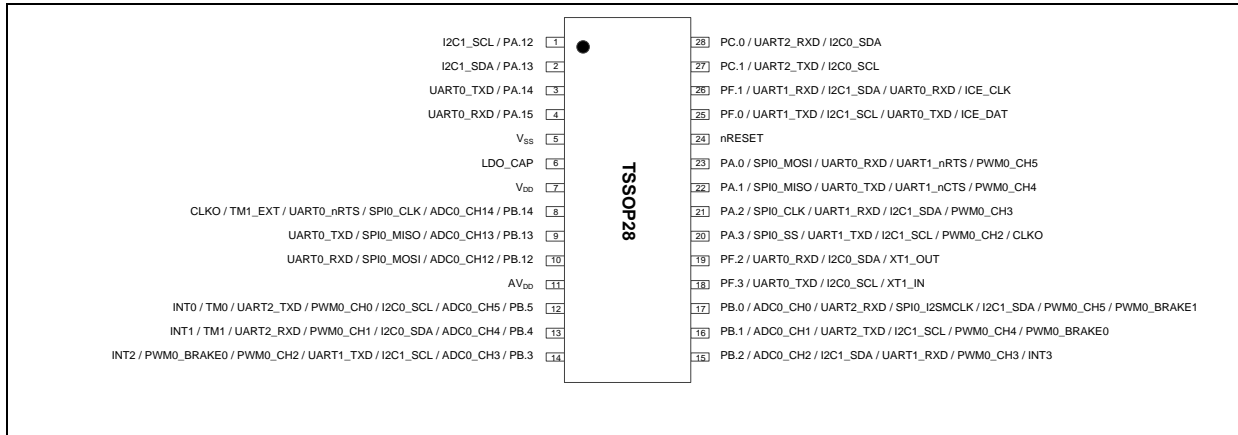 I2C1_SCL / PA.12 1 28 PC.0 / UART2_RXD / I2C0_SDA
I2C1_SDA / PA.13 2 27 PC.1 / UART2_TXD / I2C0_SCL
UART0_TXD / PA.14 3 26 PF.1 / UART1_RXD / I2C1_SDA / UART0_RXD / ICE_CLK
UART0_RXD / PA.15 4 25 PF.0 / UART1_TXD / I2C1_SCL / UART0_TXD / ICE_DAT
VSS 5 24 nRESET
LDO_CAP 6 23 PA.0 / SPI0_MOSI / UART0_RXD / UART1_nRTS / PWM0_CH5
VDD 7 22 PA.1 / SPI0_MISO / UART0_TXD / UART1_nCTS / PWM0_CH4
CLKO / TM1_EXT / UART0_nRTS / SPI0_CLK / ADC0_CH14 / PB.14 8 21 PA.2 / SPI0_CLK / UART1_RXD / I2C1_SDA / PWM0_CH3
UART0_TXD / SPI0_MISO / ADC0_CH13 / PB.13 9 20 PA.3 / SPI0_SS / UART1_TXD / I2C1_SCL / PWM0_CH2 / CLKO
UART0_RXD / SPI0_MOSI / ADC0_CH12 / PB.12 10 19 PF.2 / UART0_RXD / I2C0_SDA / XT1_OUT
AVDD 11 18 PF.3 / UART0_TXD / I2C0_SCL / XT1_IN
INT0 / TM0 / UART2_TXD / PWM0_CH0 / I2C0_SCL / ADC0_CH5 / PB.5 12 17 PB.0 / ADC0_CH0 / UART2_RXD / SPI0_I2SMCLK / I2C1_SDA / PWM0_CH5 / PWM0_BRAKE1
INT1 / TM1 / UART2_RXD / PWM0_CH1 / I2C0_SDA / ADC0_CH4 / PB.4 13 16 PB.1 / ADC0_CH1 / UART2_TXD / I2C1_SCL / PWM0_CH4 / PWM0_BRAKE0
INT2 / PWM0_BRAKE0 / PWM0_CH2 / UART1_TXD / I2C1_SCL / ADC0_CH3 / PB.3 14 15 PB.2 / ADC0_CH2 / I2C1_SDA / UART1_RXD / PWM0_CH3 / INT3
TSSOP28